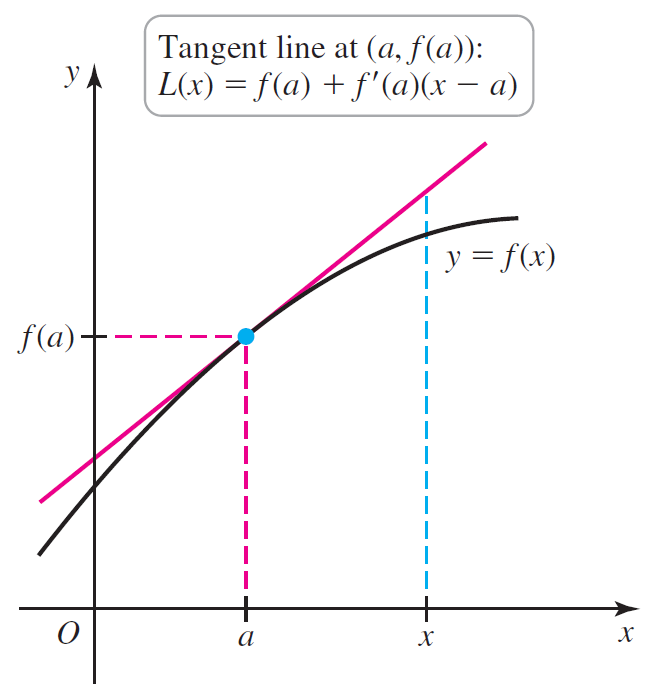 Tangent line at (a, f(a)):
L(x) = f(a) + f'(a)(x − a)
y
y = f(x)
f(a)
O
a
x
x